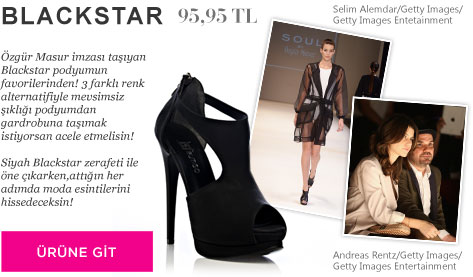 BLACKSTAR 95,95 TL
Özgür Masur imzası taşıyan
Blackstar podyumun
favorilerinden! 3 farklı renk
alternatifiyle mevsimsiz
şıklığı podyumdan
gardrobuna taşımak
istiyorsan acele etmelisin!
Siyah Blackstar zerafeti ile
öne çıkarken,attığın her
adımda moda esintilerini
hissedeceksin!
ÜRÜNE GİT
Selim Alemdar/Getty Images/
Getty Images Entetainment
SOUL
Andreas Rentz/Getty Images/
Getty Images Entertainment